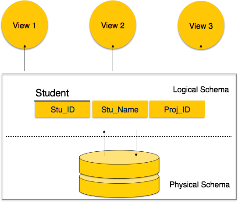 View 1
View 2
View 3
Logical Schema
Student
Stu_ID
Stu_Name
Proj_ID
Physical Schema